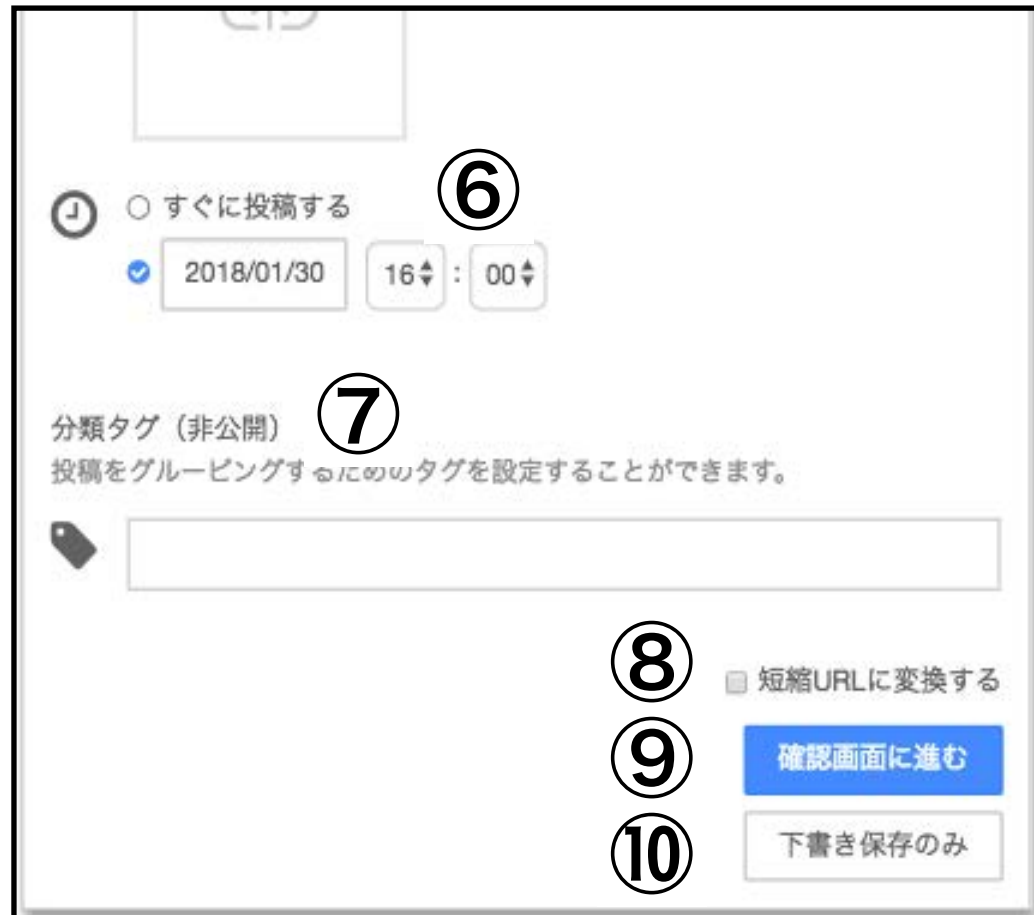 ⑥
すぐに投稿する
2018/01/30 16 : 00
⑦
分類タグ（非公開）
投稿をグルーピングするためのタグを設定することができます。
⑧ 短縮URLに変換する
⑨ 確認画面に進む
⑩ 下書き保存のみ